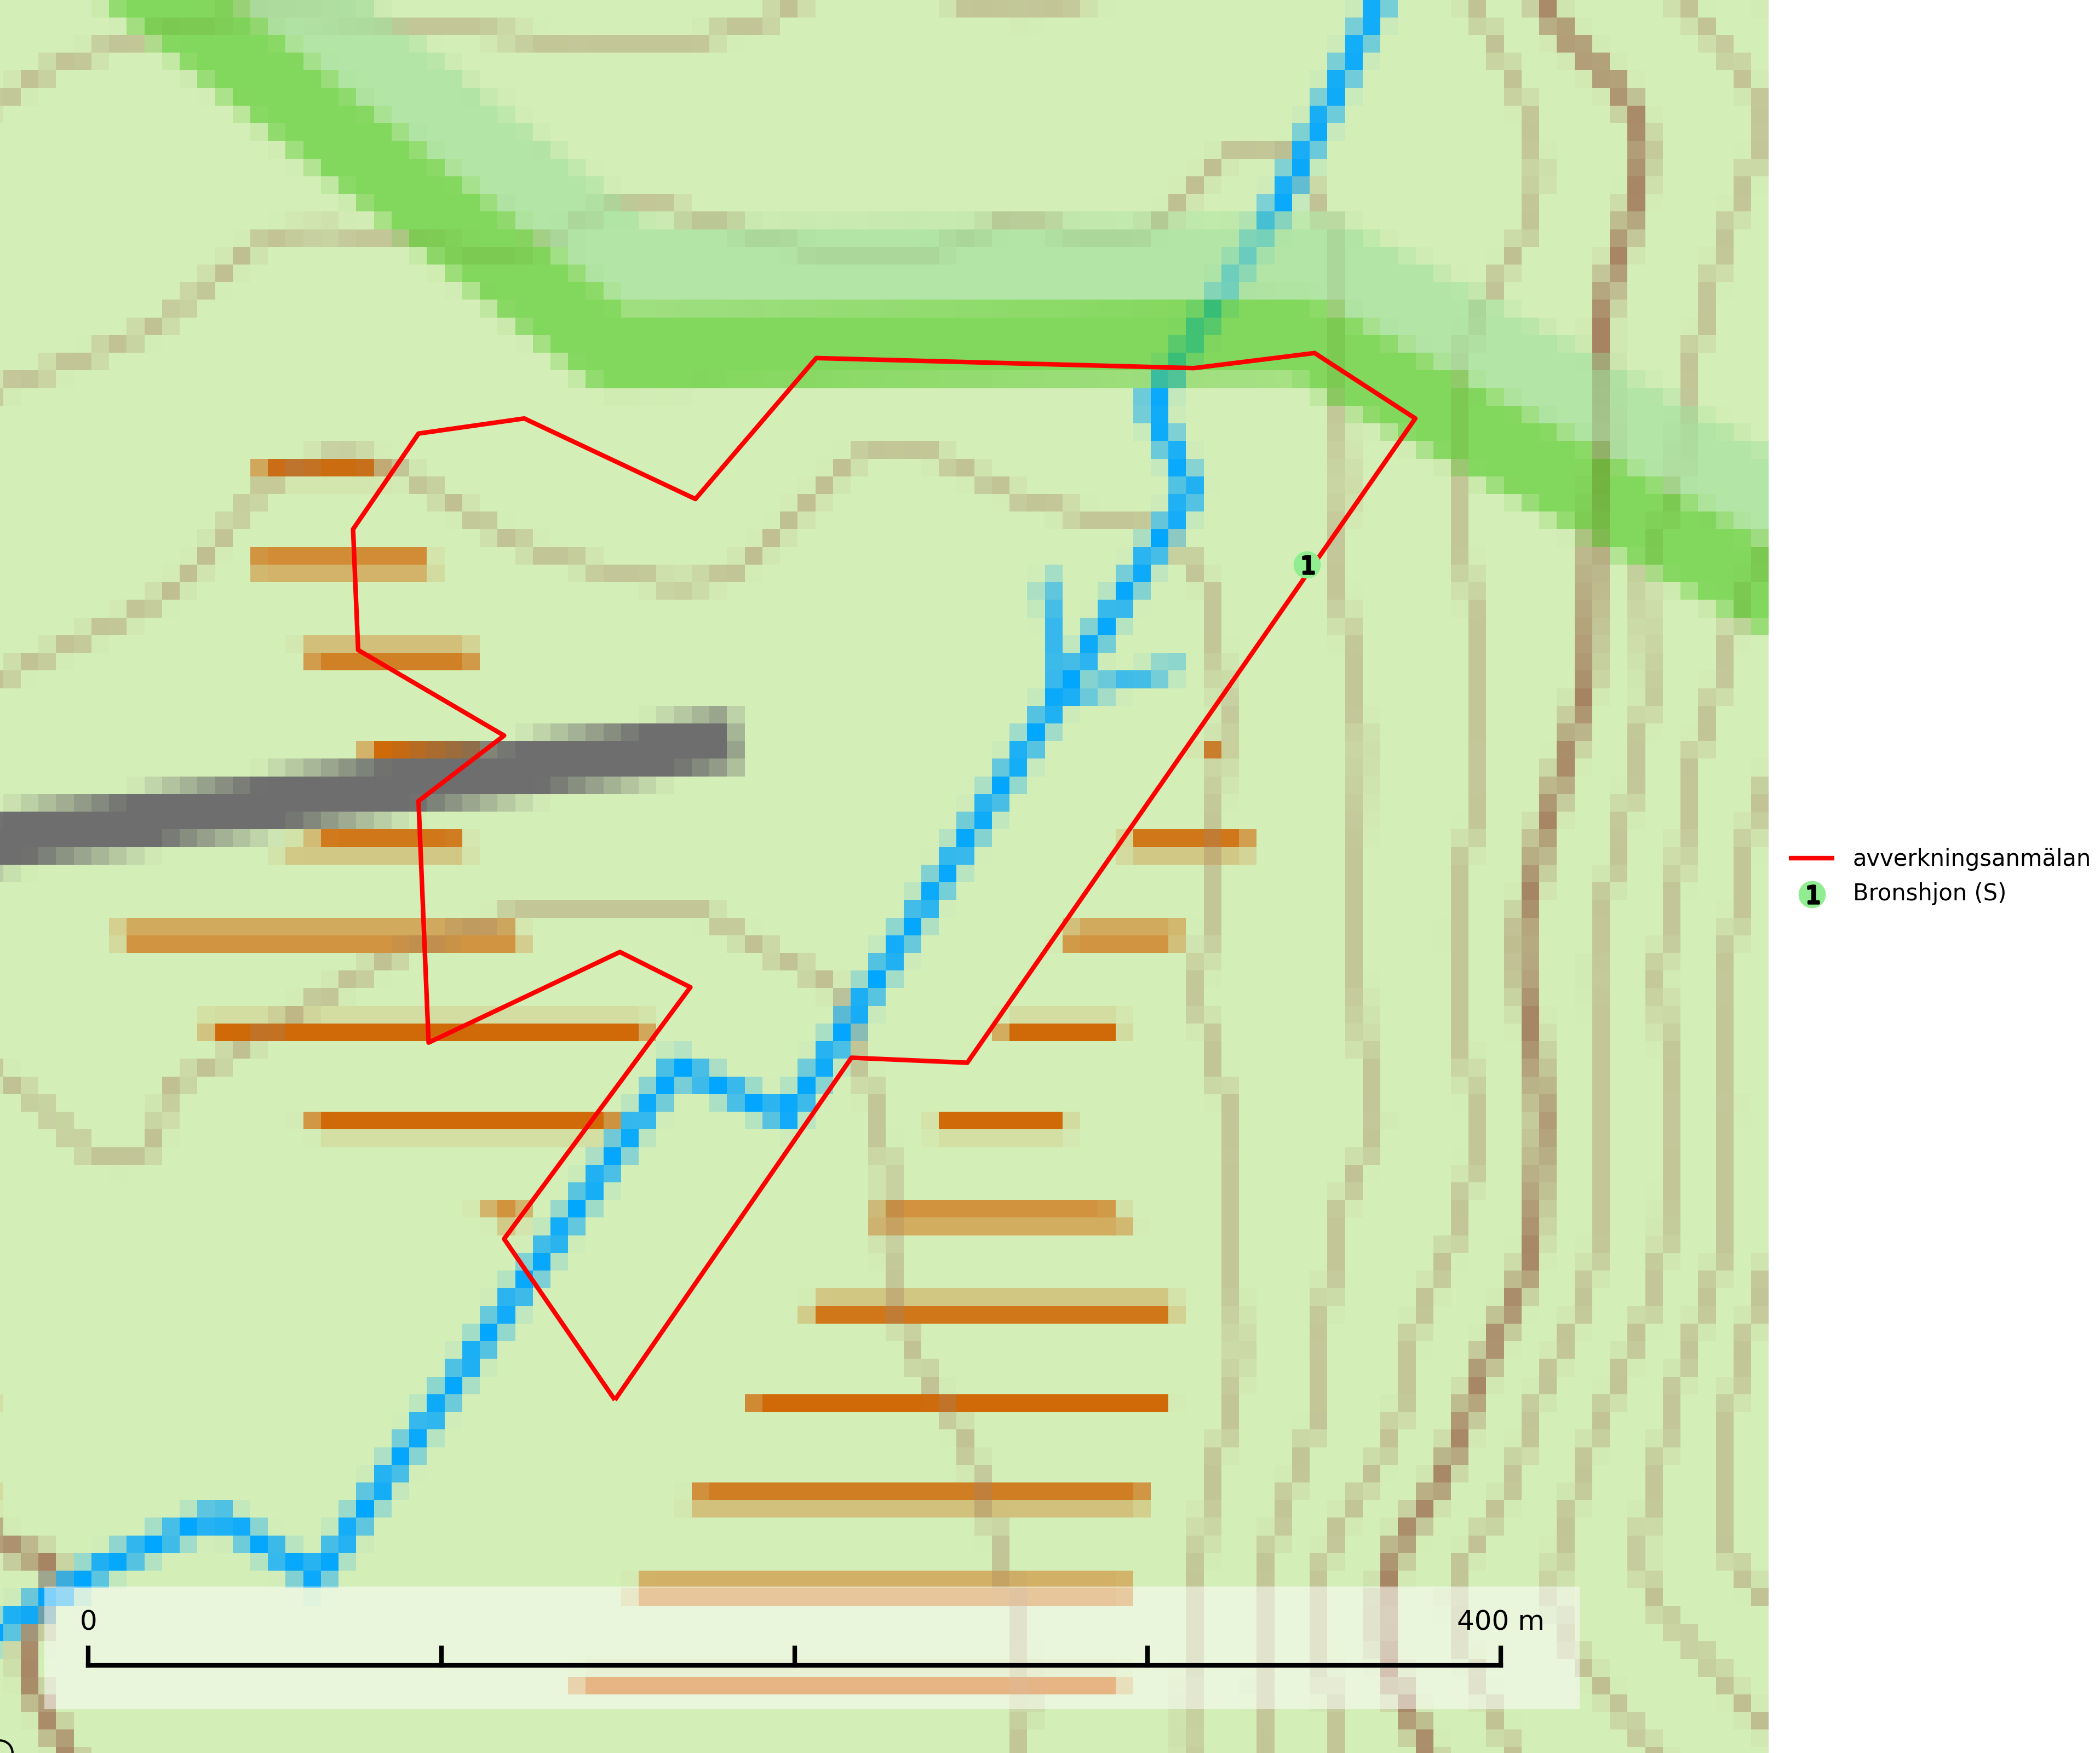 1
avverkningsanmälan
1 Bronshjon (S)
0 400 m